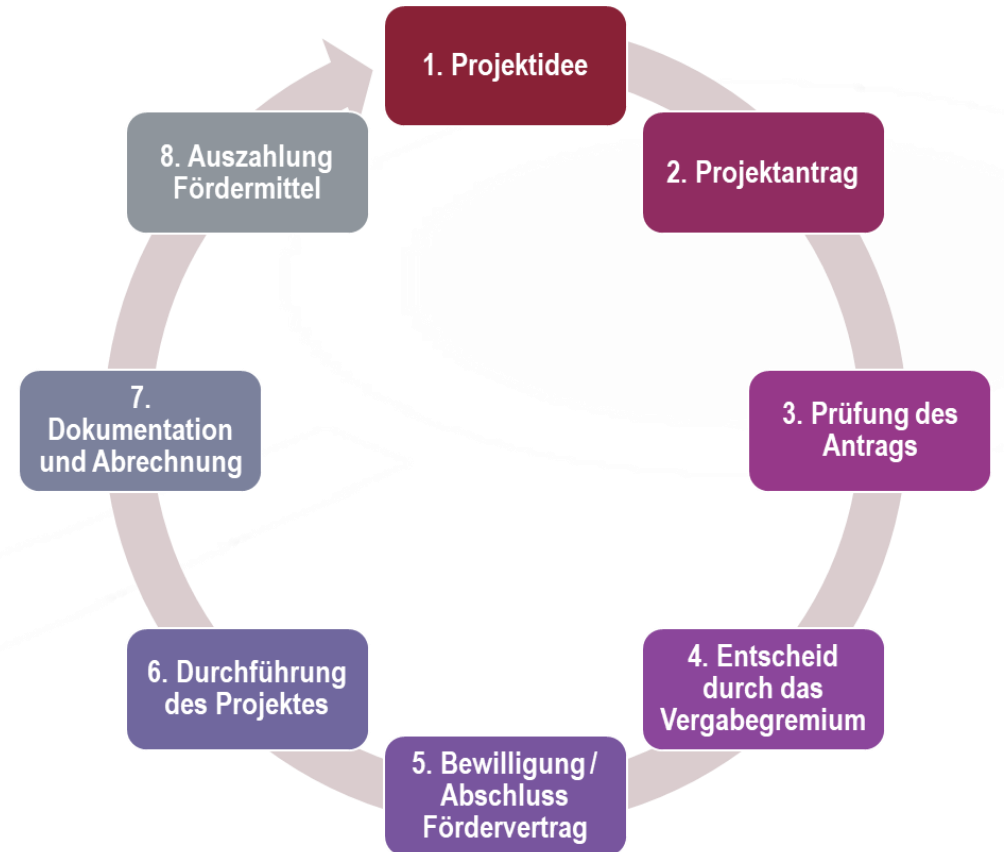 1. Projektidee
2. Projektantrag
3. Prüfung des
Antrags
4. Entscheid
durch das
Vergabegremium
5. Bewilligung /
Abschluss
Fördervertrag
6. Durchführung
des Projektes
7.
Dokumentation
und Abrechnung
8. Auszahlung
Fördermittel